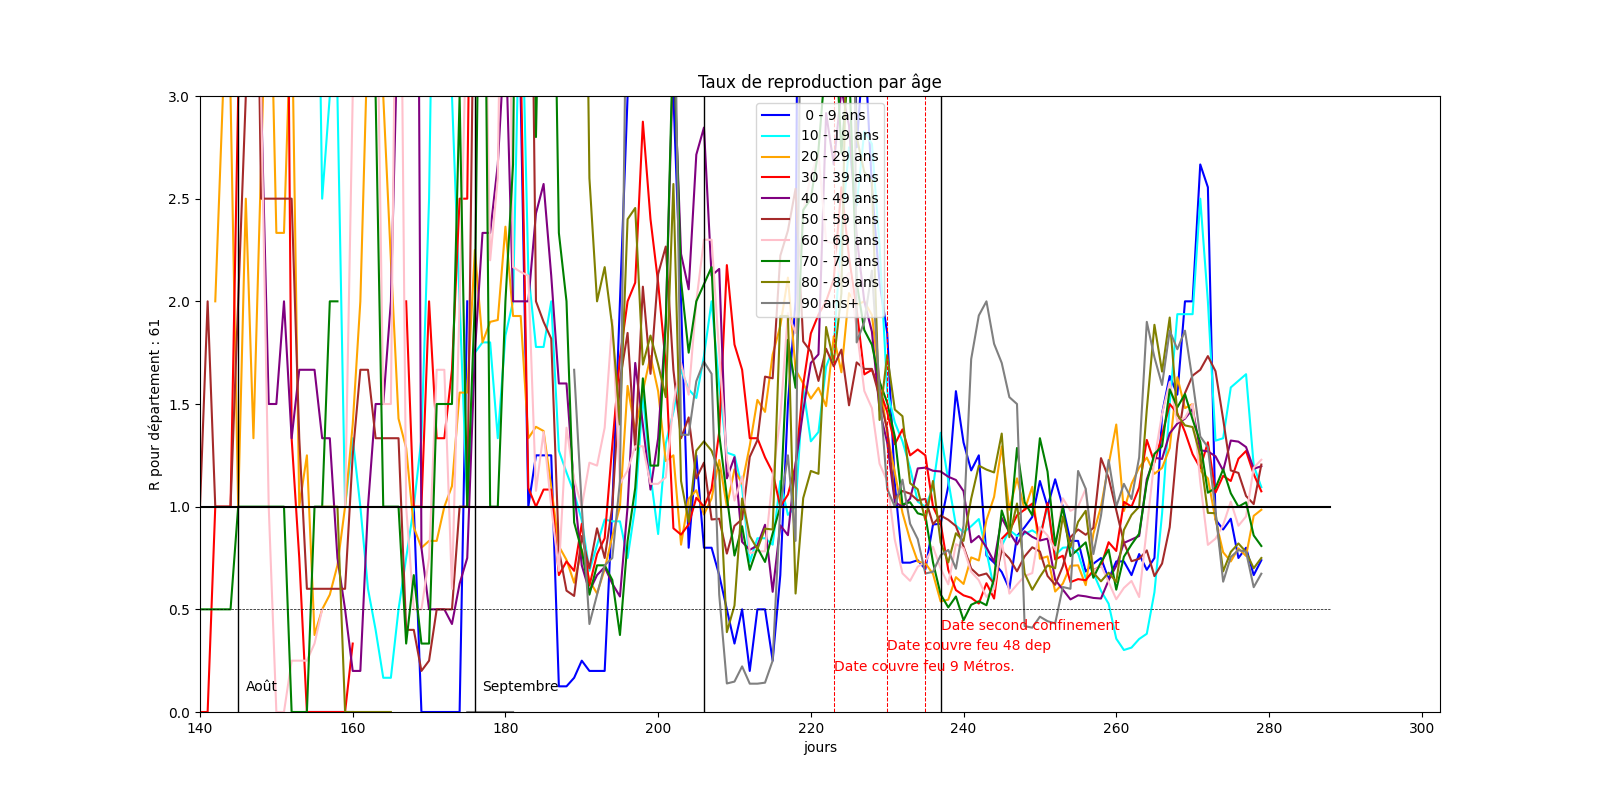 Taux de reproduction par âge
R pour département : 61
3.0
2.5
2.0
1.5
1.0
0.5
0.0
0 - 9 ans
10 - 19 ans
20 - 29 ans
30 - 39 ans
40 - 49 ans
50 - 59 ans
60 - 69 ans
70 - 79 ans
80 - 89 ans
90 ans+
Date second confinement
Date couvre feu 48 dep
Date couvre feu 9 Métros.
Août
Septembre
140 160 180 200 220 240 260 280 300
jours